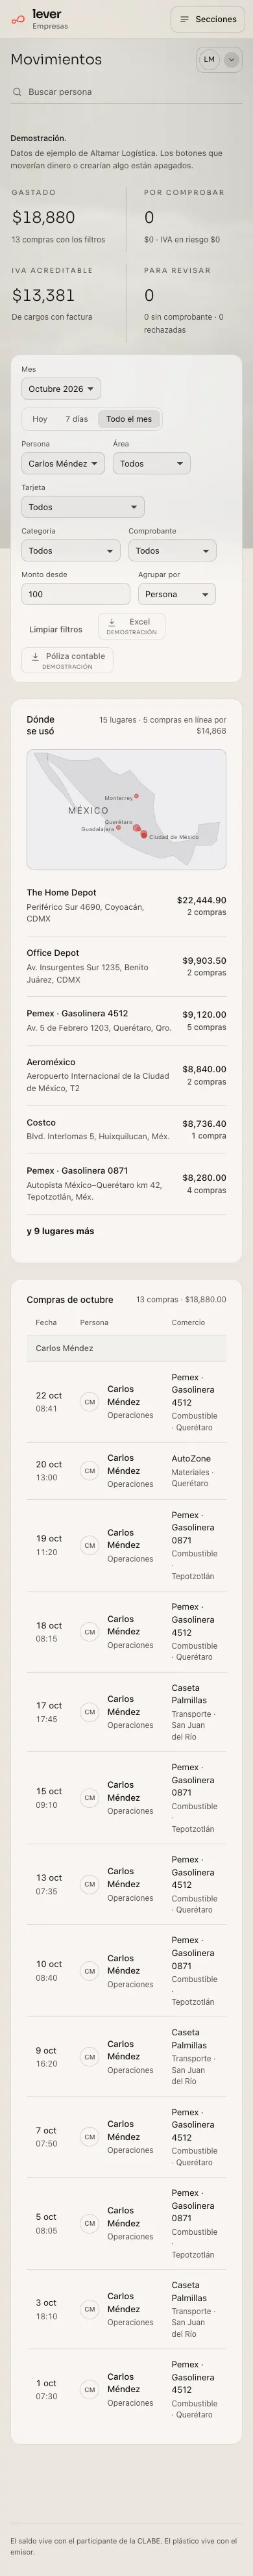 lever
Empresas
Secciones
Movimientos
LM
Buscar persona
Demostración.
Datos de ejemplo de Altamar Logística. Los botones que
moverían dinero o crearían algo están apagados.
GASTADO
$18,880
13 compras con los filtros
POR COMPROBAR
0
$0 · IVA en riesgo $0
IVA ACREDITABLE
$13,381
De cargos con factura
PARA REVISAR
0
0 sin comprobante · 0
rechazadas
Mes
Octubre 2026
Hoy
7 días
Todo el mes
Persona
Carlos Méndez
Área
Todos
Tarjeta
Todos
Categoría
Todos
Comprobante
Todos
Monto desde
100
Agrupar por
Persona
Limpiar filtros
Excel
DEMOSTRACIÓN
Póliza contable
DEMOSTRACIÓN
Dónde
se usó
15 lugares · 5 compras en línea por
$14,868
MÉXICO
Monterrey
Querétaro
Guadalajara
Ciudad de México
The Home Depot
Periférico Sur 4690, Coyoacán,
CDMX
$22,444.90
2 compras
Office Depot
Av. Insurgentes Sur 1235, Benito
Juárez, CDMX
$9,903.50
2 compras
Pemex · Gasolinera 4512
Av. 5 de Febrero 1203, Querétaro, Qro.
$9,120.00
5 compras
Aeroméxico
Aeropuerto Internacional de la Ciudad
de México, T2
$8,840.00
2 compras
Costco
Blvd. Interlomas 5, Huixquilucan, Méx.
$8,736.40
1 compra
Pemex · Gasolinera 0871
Autopista México–Querétaro km 42,
Tepotzotlán, Méx.
$8,280.00
4 compras
y 9 lugares más
Compras de octubre
13 compras · $18,880.00
Fecha
Persona
Comercio
Carlos Méndez
22 oct
08:41
CM
Carlos
Méndez
Operaciones
Pemex ·
Gasolinera
4512
Combustible
· Querétaro
20 oct
13:00
CM
Carlos
Méndez
Operaciones
AutoZone
Materiales ·
Querétaro
19 oct
11:20
CM
Carlos
Méndez
Operaciones
Pemex ·
Gasolinera
0871
Combustible
·
Tepotzotlán
18 oct
08:15
CM
Carlos
Méndez
Operaciones
Pemex ·
Gasolinera
4512
Combustible
· Querétaro
17 oct
17:45
CM
Carlos
Méndez
Operaciones
Caseta
Palmillas
Transporte ·
San Juan
del Río
15 oct
09:10
CM
Carlos
Méndez
Operaciones
Pemex ·
Gasolinera
0871
Combustible
·
Tepotzotlán
13 oct
07:35
CM
Carlos
Méndez
Operaciones
Pemex ·
Gasolinera
4512
Combustible
· Querétaro
10 oct
08:40
CM
Carlos
Méndez
Operaciones
Pemex ·
Gasolinera
0871
Combustible
·
Tepotzotlán
9 oct
16:20
CM
Carlos
Méndez
Operaciones
Caseta
Palmillas
Transporte ·
San Juan
del Río
7 oct
07:50
CM
Carlos
Méndez
Operaciones
Pemex ·
Gasolinera
4512
Combustible
· Querétaro
5 oct
08:05
CM
Carlos
Méndez
Operaciones
Pemex ·
Gasolinera
0871
Combustible
·
Tepotzotlán
3 oct
18:10
CM
Carlos
Méndez
Operaciones
Caseta
Palmillas
Transporte ·
San Juan
del Río
1 oct
07:30
CM
Carlos
Méndez
Operaciones
Pemex ·
Gasolinera
4512
Combustible
· Querétaro
El saldo vive con el participante de la CLABE. El plástico vive con el
emisor.